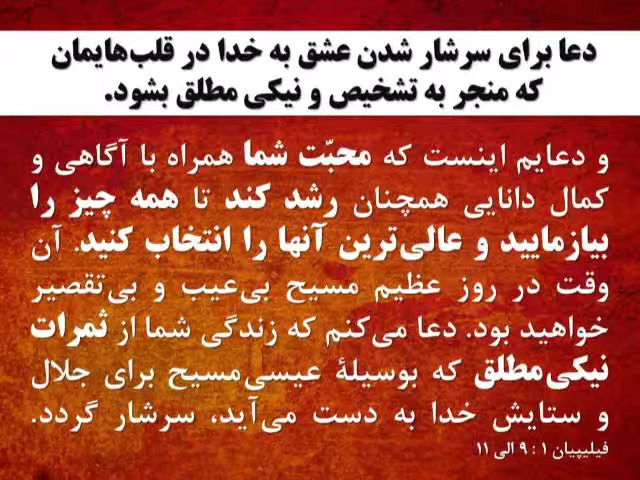 دعا برای سرشار شدن عشق به خدا در قلب‌هایمان
که منجر به تشخیص و نیکی مطلق بشود.
و دعایم اینست که محبّت شما همراه با آگاهی و
کمال دانایی همچنان رشد کند تا همه چیز را
بیازمایید و عالی‌ترین آنها را انتخاب کنید. آن
وقت در روز عظیم مسیح بی‌عیب و بی‌تقصیر
خواهید بود. دعا می‌کنم که زندگی شما از ثمرات
نیکی‌مطلق که بوسیلهٔ عیسی‌مسیح برای جلال
و ستایش خدا به دست می‌آید، سرشار گردد.
فیلیپیان ۱ : ۹ الی ۱۱